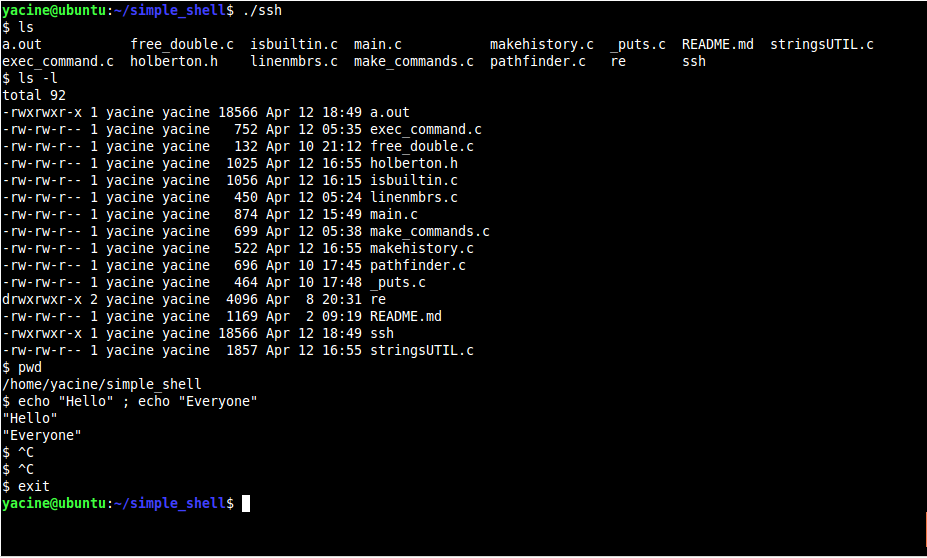 yacine@ubuntu:~/simple_shell$ ./ssh
$ ls
a.out           free_double.c  isbuiltin.c  main.c           makehistory.c  _puts.c  README.md  stringsUTIL.c
exec_command.c  holberton.h    linenmbrs.c  make_commands.c  pathfinder.c   re       ssh
$ ls -l
total 92
-rwxrwxr-x 1 yacine yacine 18566 Apr 12 18:49 a.out
-rw-rw-r-- 1 yacine yacine   752 Apr 12 05:35 exec_command.c
-rw-rw-r-- 1 yacine yacine   132 Apr 10 21:12 free_double.c
-rw-rw-r-- 1 yacine yacine  1025 Apr 12 16:55 holberton.h
-rw-rw-r-- 1 yacine yacine  1056 Apr 12 16:15 isbuiltin.c
-rw-rw-r-- 1 yacine yacine   450 Apr 12 05:24 linenmbrs.c
-rw-rw-r-- 1 yacine yacine   874 Apr 12 15:49 main.c
-rw-rw-r-- 1 yacine yacine   699 Apr 12 05:38 make_commands.c
-rw-rw-r-- 1 yacine yacine   522 Apr 12 16:55 makehistory.c
-rw-rw-r-- 1 yacine yacine   696 Apr 10 17:45 pathfinder.c
-rw-rw-r-- 1 yacine yacine   464 Apr 10 17:48 _puts.c
drwxrwxr-x 2 yacine yacine  4096 Apr  8 20:31 re
-rw-rw-r-- 1 yacine yacine  1169 Apr  2 09:19 README.md
-rwxrwxr-x 1 yacine yacine 18566 Apr 12 18:49 ssh
-rw-rw-r-- 1 yacine yacine  1857 Apr 12 16:55 stringsUTIL.c
$ pwd
/home/yacine/simple_shell
$ echo "Hello" ; echo "Everyone"
"Hello"
"Everyone"
$ ^C
$ ^C
$ exit
yacine@ubuntu:~/simple_shell$